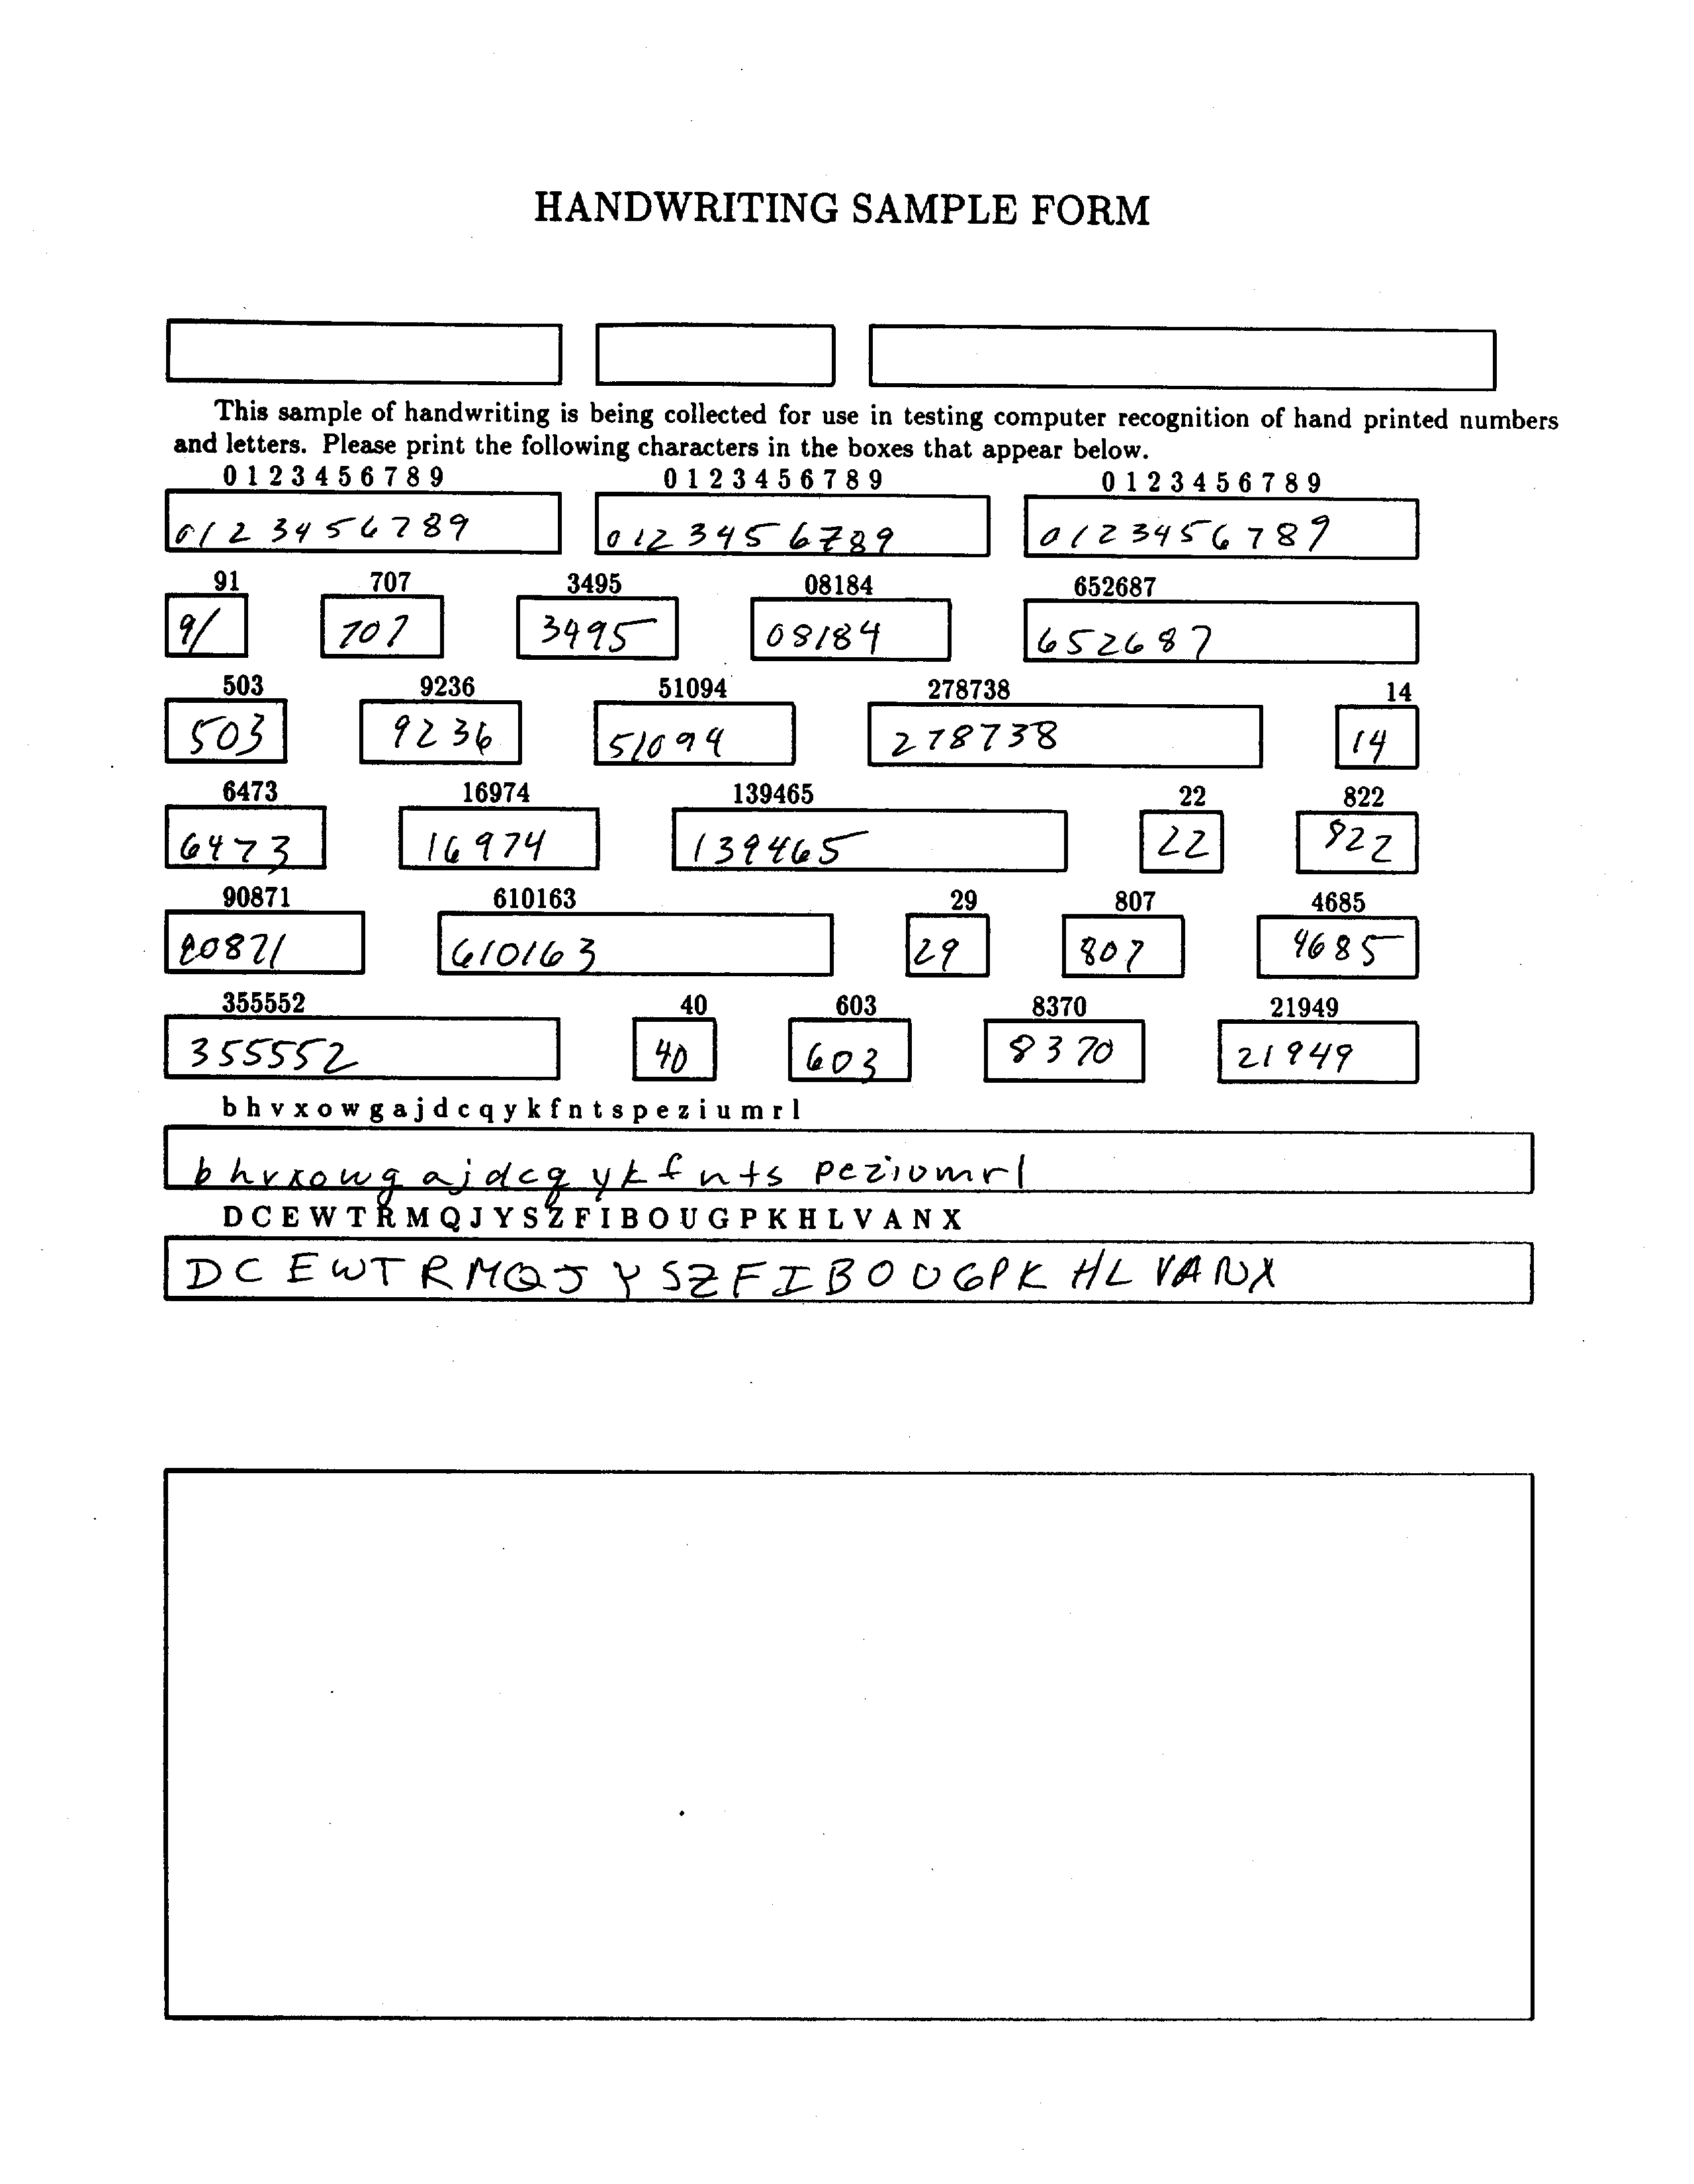 HANDWRITING SAMPLE FORM
This sample of handwriting is being collected for use in testing computer recognition of hand printed numbers
and letters. Please print the following characters in the boxes that appear below.
0 1 2 3 4 5 6 7 8 9 0 1 2 3 4 5 6 7 8 9 0 1 2 3 4 5 6 7 8 9
0123456789 0123456789 0123456789
91 707 3495 08184 652687
91 707 3495 08184 652687
503 9236 51094 278738 14
503 9236 51094 278738 14
6473 16974 139465 22 822
6473 16974 139465 22 822
90871 610163 29 807 4685
90871 610163 29 807 4685
355552 40 603 8370 21949
355552 40 603 8370 21949
b h v x o w g a j d c q y k f n t s p e z i u m r l
b h v x o w g a j d c q y k f n t s p e z i u m r l
D C E W T R M Q J Y S Z F I B O U G P K H L V A N X
D C E W T R M Q J Y S Z F I B O U G P K H L V A N X